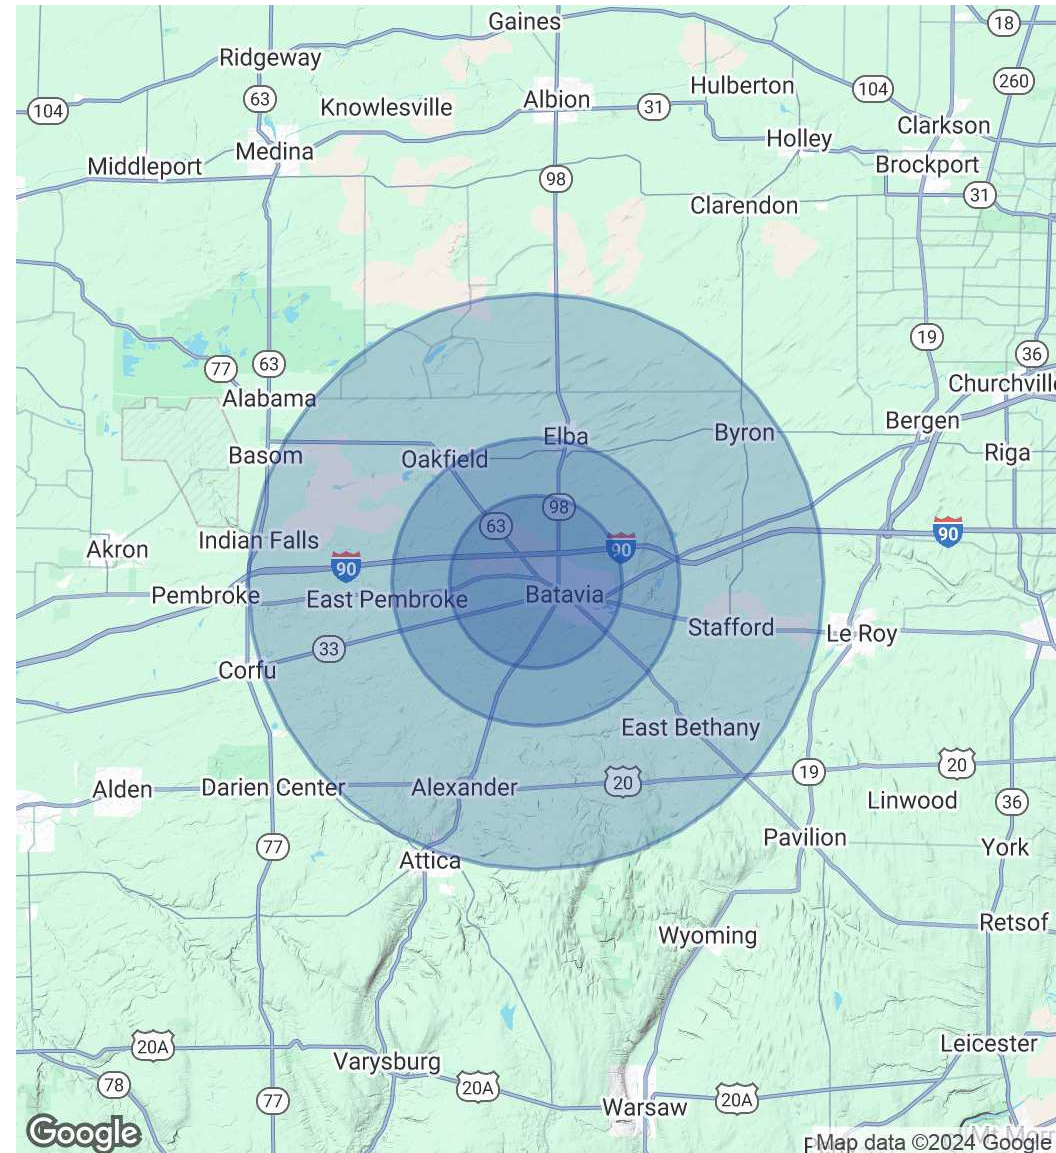 Gaines
18
Ridgeway
260
Hulberton
104
63
Knowlesville
Albion
31
104
Clarkson
Holley
Medina
Middleport
Brockport
98
31
Clarendon
19
36
77
63
Churchville
Alabama
Bergen
Elba
Byron
Basom
Oakfield
Riga
98
63
Indian Falls
90
90
Akron
90
Pembroke
East Pembroke
Batavia
Stafford
Le Roy
33
Corfu
East Bethany
20
19
20
Alden
Darien Center
Alexander
Linwood
36
77
Pavilion
York
Attica
Retsof
Wyoming
20A
Leicester
Varysburg
78
20A
77
20A
Warsaw
Google
Map data ©2024 Google